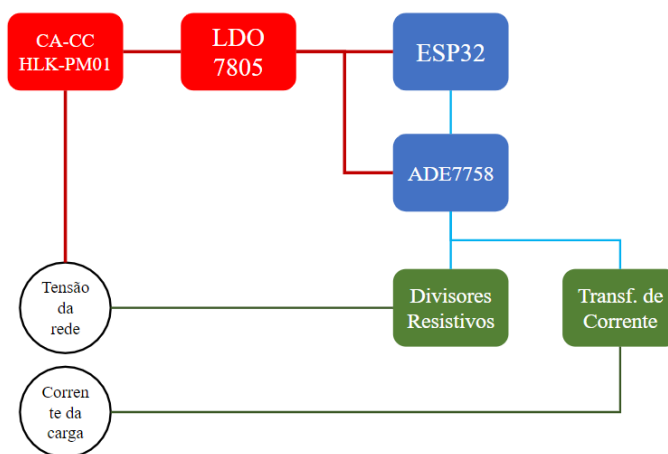 CA-CC
HLK-PM01
LDO
7805
ESP32
ADE7758
Tensão
da
rede
Divisores
Resistivos
Transf. de
Corrente
Corren
te da
carga